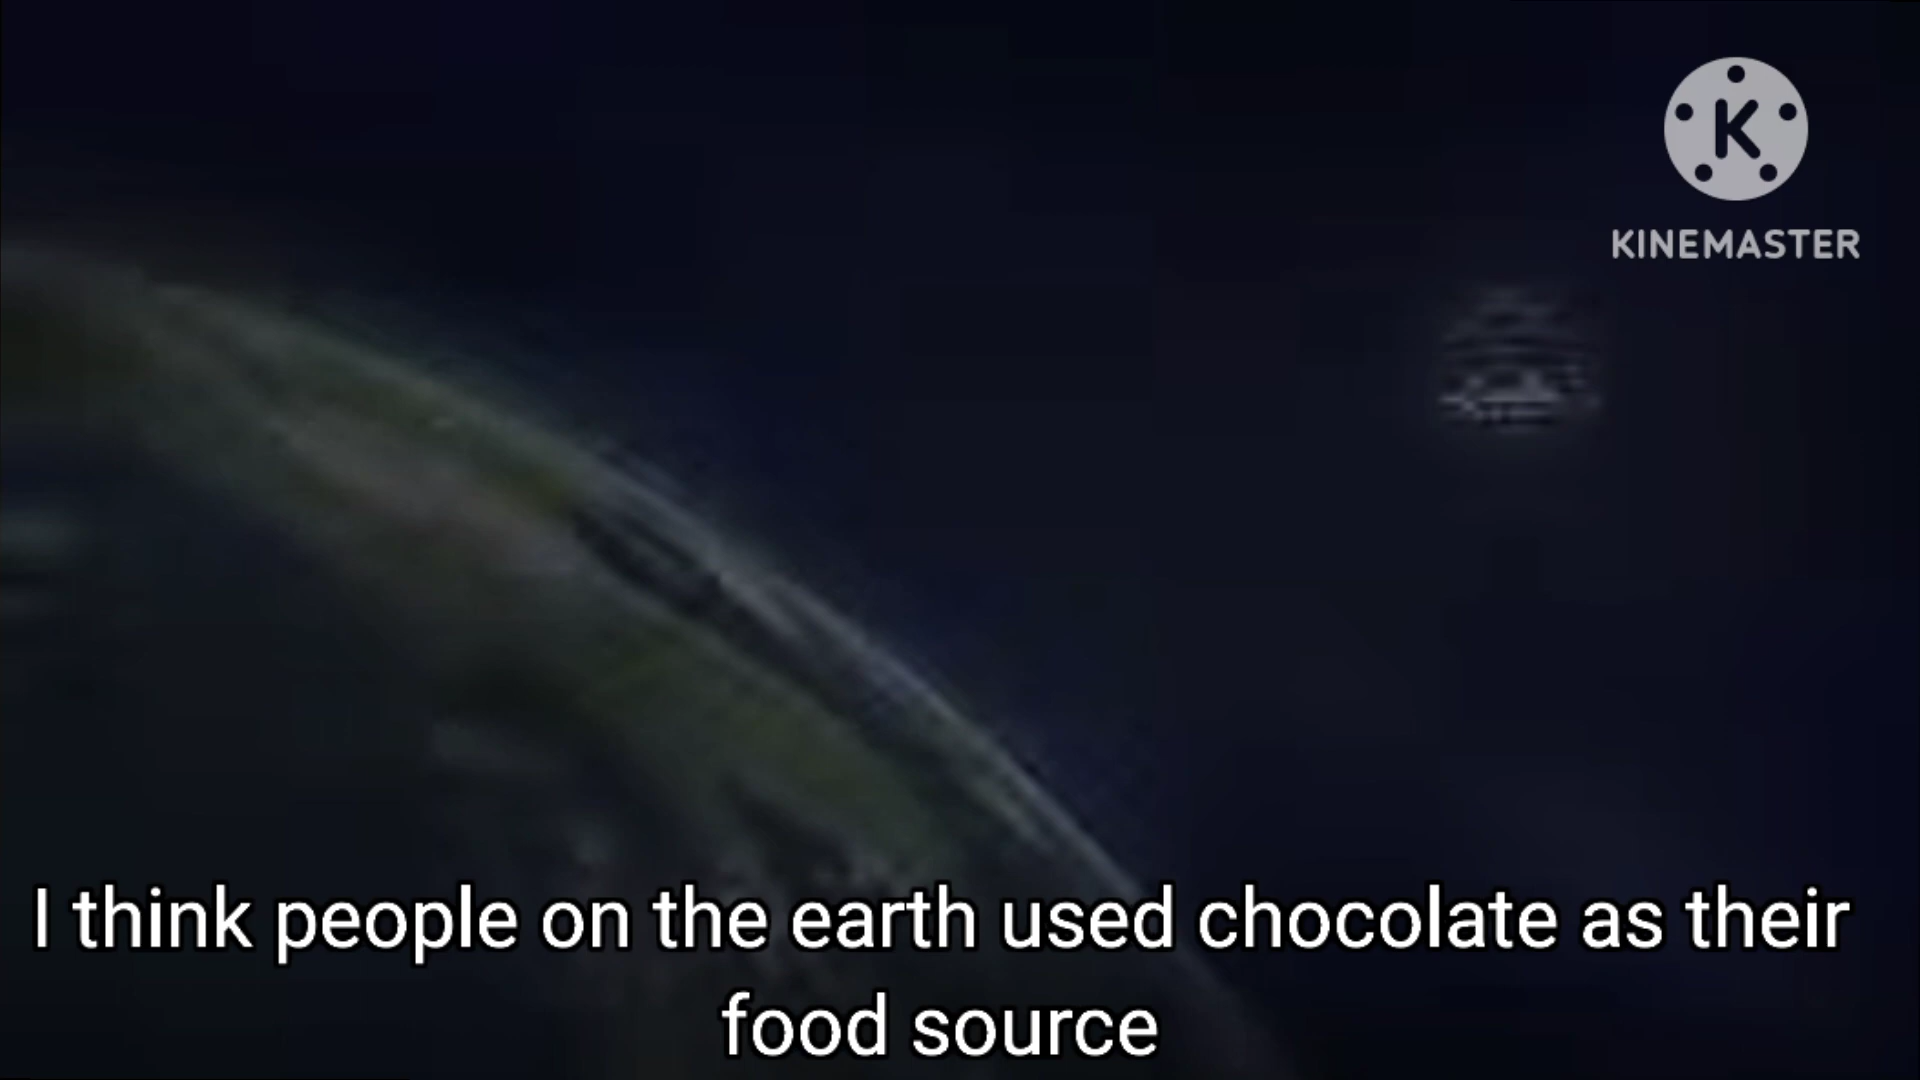 K
KINEMASTER
I think people on the earth used chocolate as their
food source